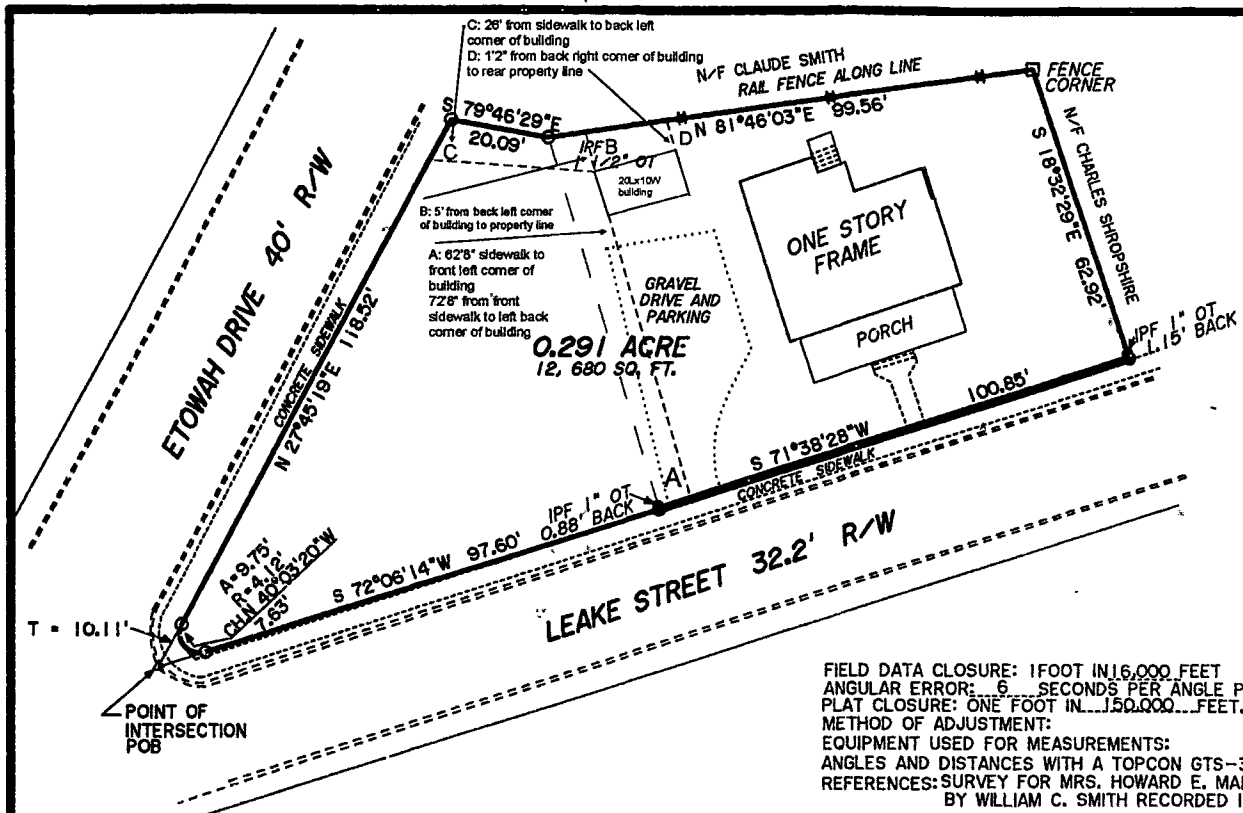 C: 26' from sidewalk to back left
corner of building
D: 1'2" from back right corner of building
to rear property line
N/F CLAUDE SMITH
RAIL FENCE ALONG LINE
FENCE
CORNER
S 79°46'29"E
20.09'
N 81°46'03"E 99.56'
C
IRF
B
1/2" OT
D
20Lx10W
building
N/F CHARLES SHROPSHIRE
S 18°32'29"E 62.92'
ETOWAH DRIVE 40' R/W
B: 5' from back left corner
of building to property line
A: 62'8" sidewalk to
front left corner of
building
72'8" from front
sidewalk to left back
corner of building
ONE STORY
FRAME
GRAVEL
DRIVE AND
PARKING
PORCH
CONCRETE SIDEWALK
N 27°45'19"E 118.52'
0.291 ACRE
12, 680 SQ. FT.
IPF 1" OT
1.15' BACK
100.85'
S 71°38'28"W
CONCRETE SIDEWALK
A
IPF 1" OT
0.88' BACK
S 72°06'14"W 97.60'
A=9.75'
R=4.12'
CH.N 40°03'20"W
7.63'
T = 10.11'
LEAKE STREET 32.2' R/W
POINT OF
INTERSECTION
POB
FIELD DATA CLOSURE: 1 FOOT IN 16,000 FEET
ANGULAR ERROR: 6 SECONDS PER ANGLE P
PLAT CLOSURE: ONE FOOT IN 150,000 FEET.
METHOD OF ADJUSTMENT:
EQUIPMENT USED FOR MEASUREMENTS:
ANGLES AND DISTANCES WITH A TOPCON GTS-3
REFERENCES: SURVEY FOR MRS. HOWARD E. MA
BY WILLIAM C. SMITH RECORDED I